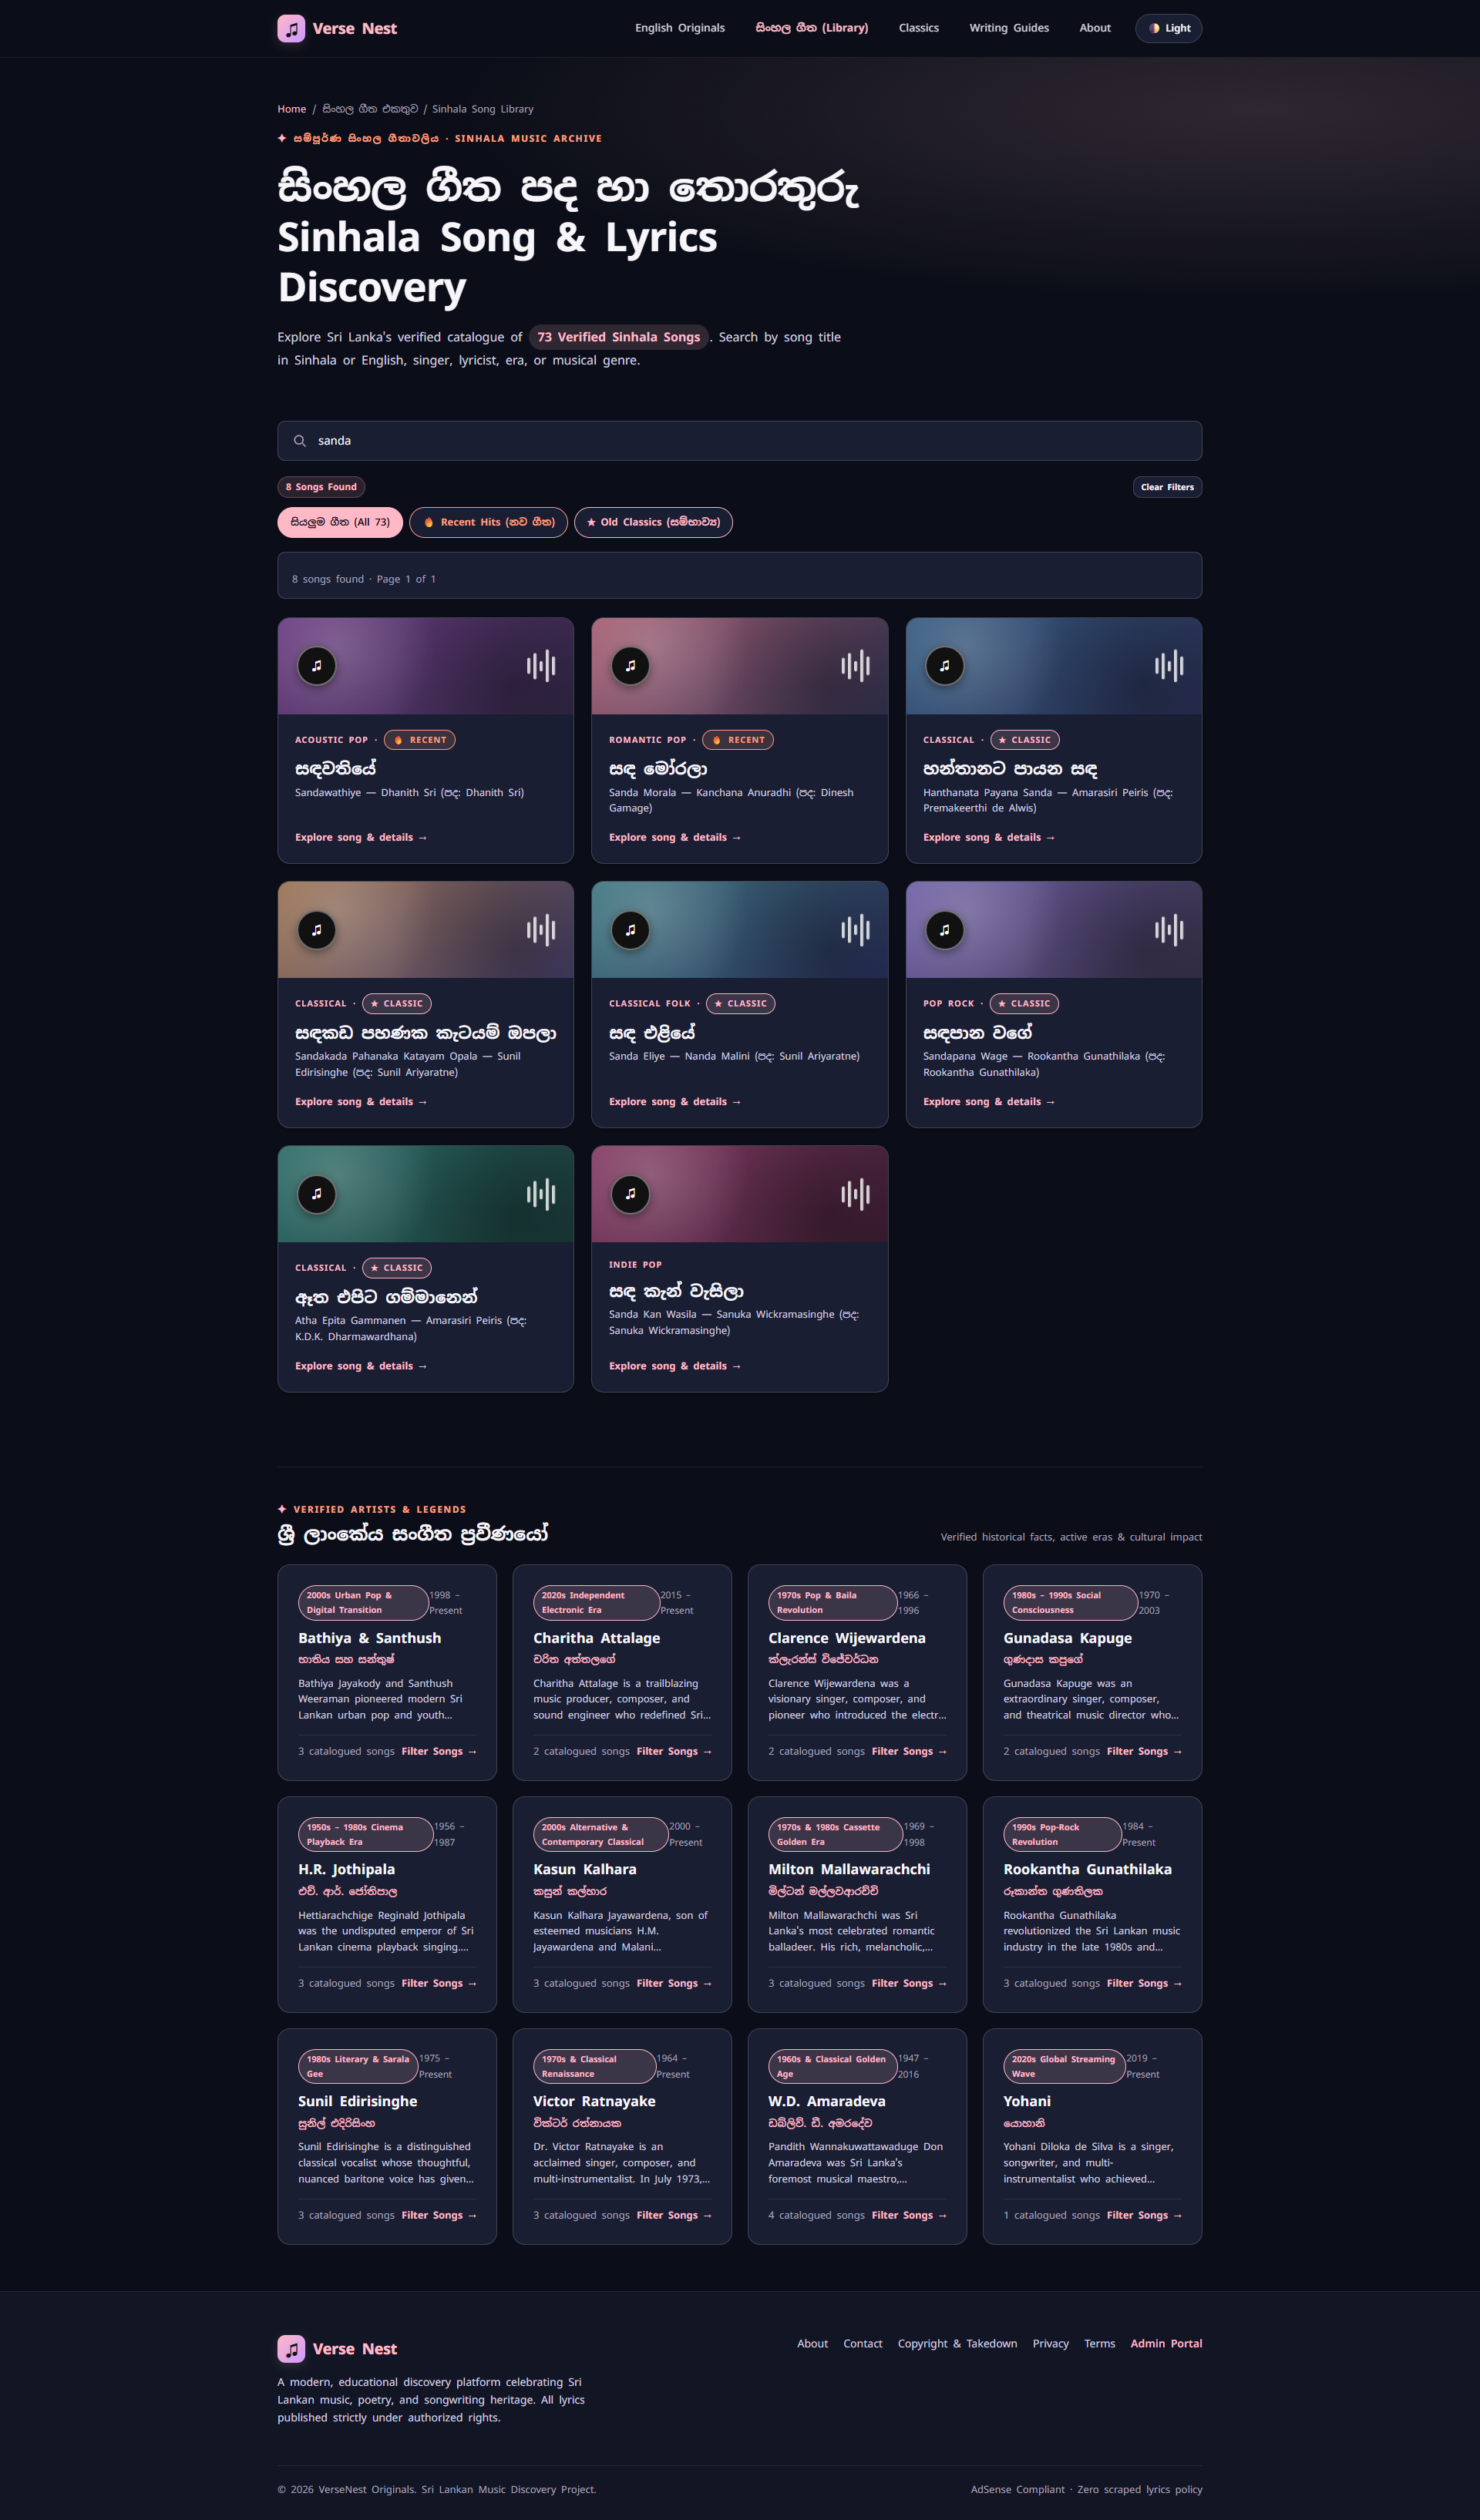 Verse Nest
English Originals
සිංහල ගීත (Library)
Classics
Writing Guides
About
Light
Home / සිංහල ගීත එකතුව / Sinhala Song Library
✦ සම්පූර්ණ සිංහල ගීතාවලිය · SINHALA MUSIC ARCHIVE
සිංහල ගීත පද හා තොරතුරු
Sinhala Song & Lyrics
Discovery
Explore Sri Lanka's verified catalogue of 73 Verified Sinhala Songs. Search by song title
in Sinhala or English, singer, lyricist, era, or musical genre.
sanda
8 Songs Found
Clear Filters
සියලුම ගීත (All 73)
🔥 Recent Hits (නව ගීත)
★ Old Classics (සම්භාව්‍ය)
8 songs found · Page 1 of 1
ACOUSTIC POP · 🔥 RECENT
සඳවතියේ
Sandawathiye — Dhanith Sri (පද: Dhanith Sri)
Explore song & details →
ROMANTIC POP · 🔥 RECENT
සඳ මෝරලා
Sanda Morala — Kanchana Anuradhi (පද: Dinesh
Gamage)
Explore song & details →
CLASSICAL · ★ CLASSIC
හන්තානට පායන සඳ
Hanthanata Payana Sanda — Amarasiri Peiris (පද:
Premakeerthi de Alwis)
Explore song & details →
CLASSICAL · ★ CLASSIC
සඳකඩ පහණක කැටයම් ඔපලා
Sandakada Pahanaka Katayam Opala — Sunil
Edirisinghe (පද: Sunil Ariyaratne)
Explore song & details →
CLASSICAL FOLK · ★ CLASSIC
සඳ එළියේ
Sanda Eliye — Nanda Malini (පද: Sunil Ariyaratne)
Explore song & details →
POP ROCK · ★ CLASSIC
සඳපාන වගේ
Sandapana Wage — Rookantha Gunathilaka (පද:
Rookantha Gunathilaka)
Explore song & details →
CLASSICAL · ★ CLASSIC
ඈත එපිට ගම්මානෙන්
Atha Epita Gammanen — Amarasiri Peiris (පද:
K.D.K. Dharmawardhana)
Explore song & details →
INDIE POP
සඳ කැන් වැසිලා
Sanda Kan Wasila — Sanuka Wickramasinghe (පද:
Sanuka Wickramasinghe)
Explore song & details →
✦ VERIFIED ARTISTS & LEGENDS
ශ්‍රී ලාංකේය සංගීත ප්‍රවීණයෝ
Verified historical facts, active eras & cultural impact
2000s Urban Pop &
Digital Transition
1998 –
Present
Bathiya & Santhush
භාතිය සහ සන්තුෂ්
Bathiya Jayakody and Santhush
Weeraman pioneered modern Sri
Lankan urban pop and youth...
3 catalogued songs
Filter Songs →
2020s Independent
Electronic Era
2015 –
Present
Charitha Attalage
චරිත අත්තලගේ
Charitha Attalage is a trailblazing
music producer, composer, and
sound engineer who redefined Sri...
2 catalogued songs
Filter Songs →
1970s Pop & Baila
Revolution
1966 –
1996
Clarence Wijewardena
ක්ලැරන්ස් විජේවර්ධන
Clarence Wijewardena was a
visionary singer, composer, and
pioneer who introduced the electr...
2 catalogued songs
Filter Songs →
1980s – 1990s Social
Consciousness
1970 –
2003
Gunadasa Kapuge
ගුණදාස කපුගේ
Gunadasa Kapuge was an
extraordinary singer, composer,
and theatrical music director who...
2 catalogued songs
Filter Songs →
1950s – 1980s Cinema
Playback Era
1956 –
1987
H.R. Jothipala
එච්. ආර්. ජෝතිපාල
Hettiarachchige Reginald Jothipala
was the undisputed emperor of Sri
Lankan cinema playback singing....
3 catalogued songs
Filter Songs →
2000s Alternative &
Contemporary Classical
2000 –
Present
Kasun Kalhara
කසුන් කල්හාර
Kasun Kalhara Jayawardena, son of
esteemed musicians H.M.
Jayawardena and Malani...
3 catalogued songs
Filter Songs →
1970s & 1980s Cassette
Golden Era
1969 –
1998
Milton Mallawarachchi
මිල්ටන් මල්ලවආරච්චි
Milton Mallawarachchi was Sri
Lanka's most celebrated romantic
balladeer. His rich, melancholic,...
3 catalogued songs
Filter Songs →
1990s Pop-Rock
Revolution
1984 –
Present
Rookantha Gunathilaka
රූකාන්ත ගුණතිලක
Rookantha Gunathilaka
revolutionized the Sri Lankan music
industry in the late 1980s and...
3 catalogued songs
Filter Songs →
1980s Literary & Sarala
Gee
1975 –
Present
Sunil Edirisinghe
සුනිල් එදිරිසිංහ
Sunil Edirisinghe is a distinguished
classical vocalist whose thoughtful,
nuanced baritone voice has given...
3 catalogued songs
Filter Songs →
1970s & Classical
Renaissance
1964 –
Present
Victor Ratnayake
වික්ටර් රත්නායක
Dr. Victor Ratnayake is an
acclaimed singer, composer, and
multi-instrumentalist. In July 1973,...
3 catalogued songs
Filter Songs →
1960s & Classical Golden
Age
1947 –
2016
W.D. Amaradeva
ඩබ්ලිව්. ඩී. අමරදේව
Pandith Wannakuwattawaduge Don
Amaradeva was Sri Lanka's
foremost musical maestro,...
4 catalogued songs
Filter Songs →
2020s Global Streaming
Wave
2019 –
Present
Yohani
යොහානි
Yohani Diloka de Silva is a singer,
songwriter, and multi-
instrumentalist who achieved...
1 catalogued songs
Filter Songs →
Verse Nest
About
Contact
Copyright & Takedown
Privacy
Terms
Admin Portal
A modern, educational discovery platform celebrating Sri
Lankan music, poetry, and songwriting heritage. All lyrics
published strictly under authorized rights.
© 2026 VerseNest Originals. Sri Lankan Music Discovery Project.
AdSense Compliant · Zero scraped lyrics policy